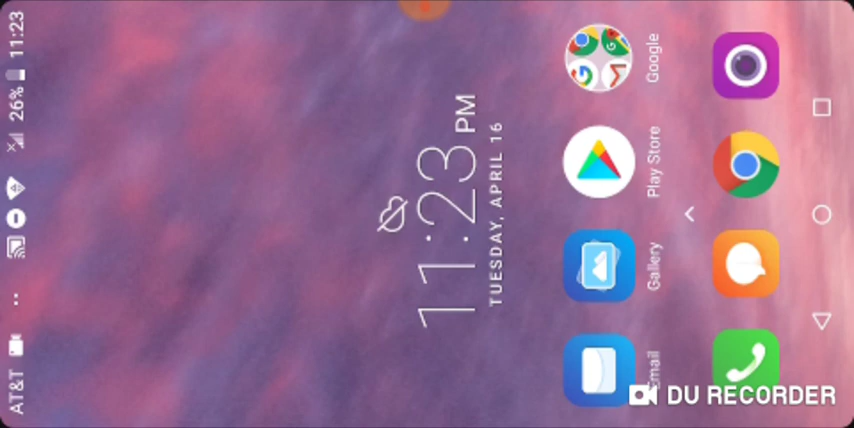 AT&T 26% 11:23
11:23 PM
TUESDAY, APRIL 16
Email Gallery Play Store Google
DU RECORDER